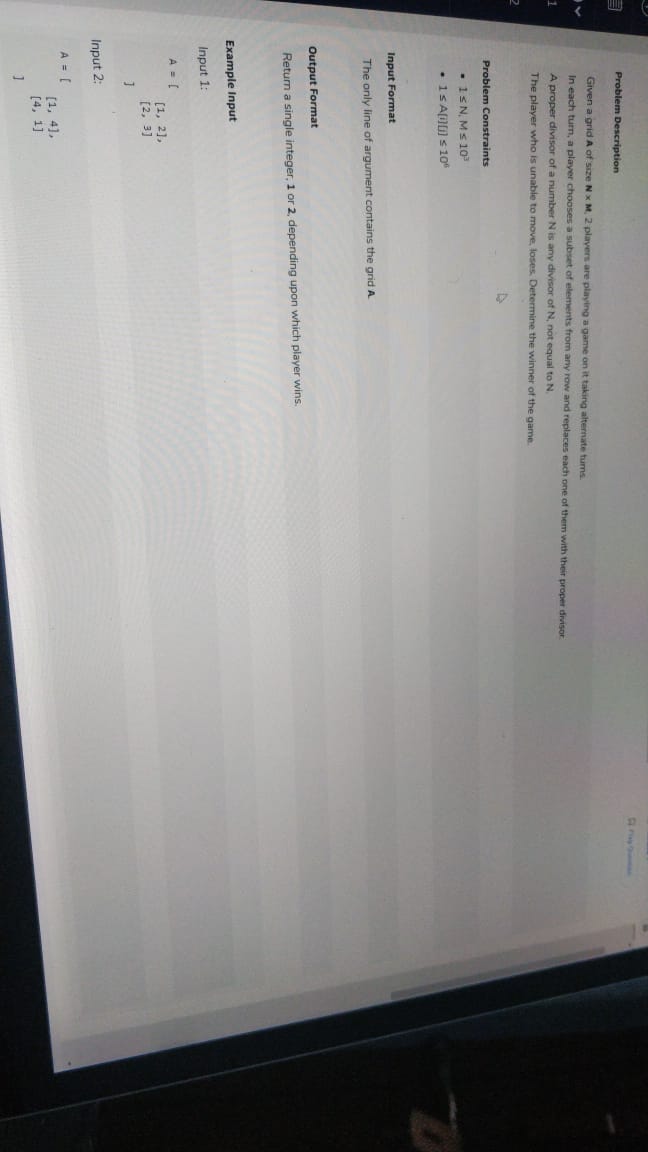 Flag Question
Problem Description
Given a grid A of size N x M, 2 players are playing a game on it taking alternate turns.
In each turn, a player chooses a subset of elements from any row and replaces each one of them with their proper divisor.
A proper divisor of a number N is any divisor of N, not equal to N.
The player who is unable to move, loses. Determine the winner of the game.
Problem Constraints
• 1 ≤ N, M ≤ 10³
• 1 ≤ A[i][j] ≤ 10⁶
Input Format
The only line of argument contains the grid A.
Output Format
Return a single integer, 1 or 2, depending upon which player wins.
Example Input
Input 1:
A = [
[1, 2],
[2, 3]
]
Input 2:
A = [
[1, 4],
[4, 1]
]
1
2